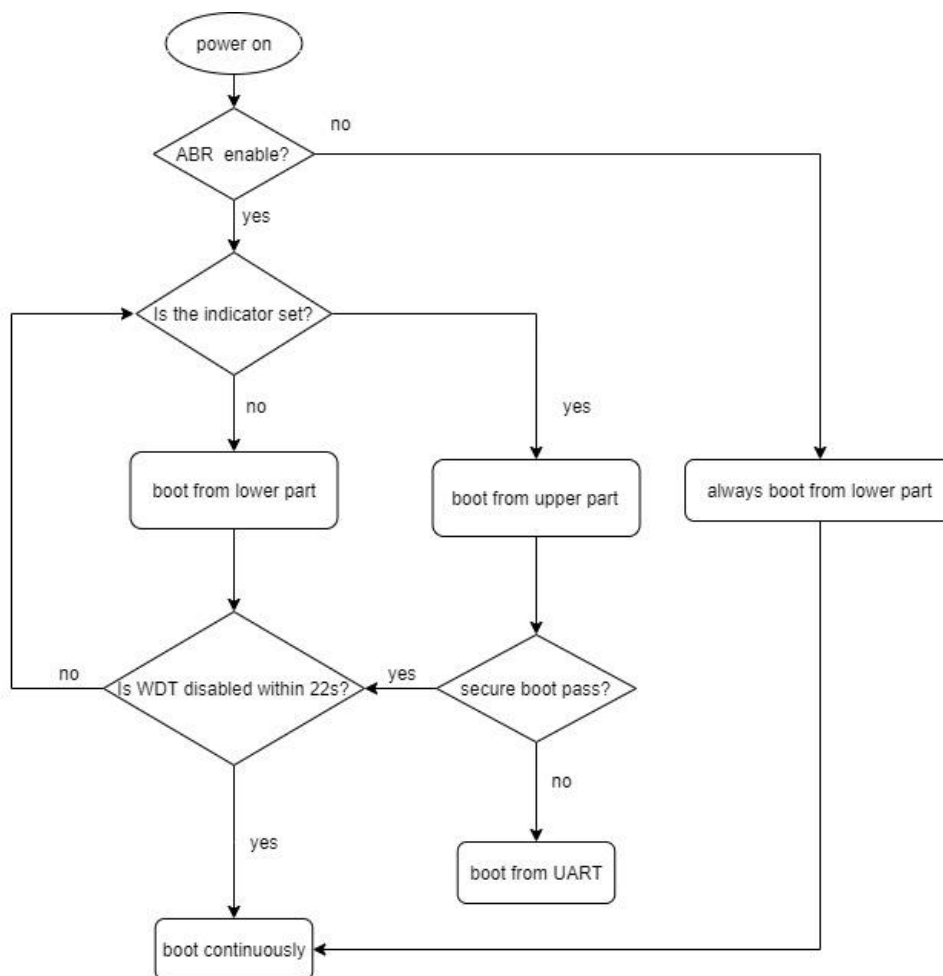 power on
no
ABR enable?
yes
Is the indicator set?
no
yes
boot from lower part
boot from upper part
always boot from lower part
no
Is WDT disabled within 22s?
yes
secure boot pass?
no
yes
boot from UART
boot continuously